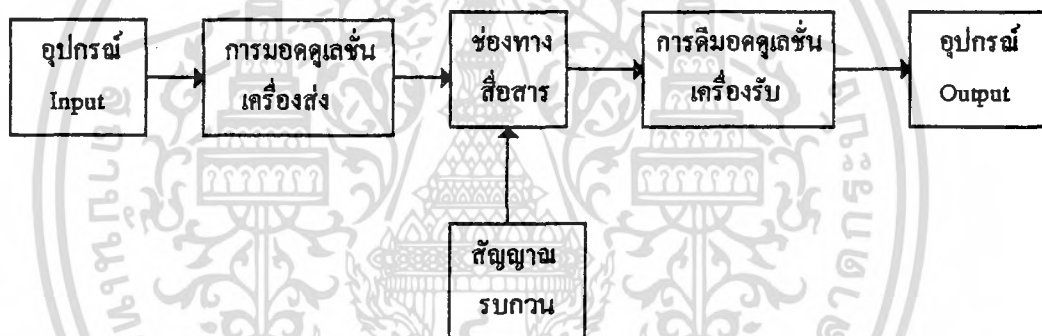 อุปกรณ์
Input
การมอดดูเลชั่น
เครื่องส่ง
ช่องทาง
สื่อสาร
การดีมอดดูเลชั่น
เครื่องรับ
อุปกรณ์
Output
สัญญาณ
รบกวน